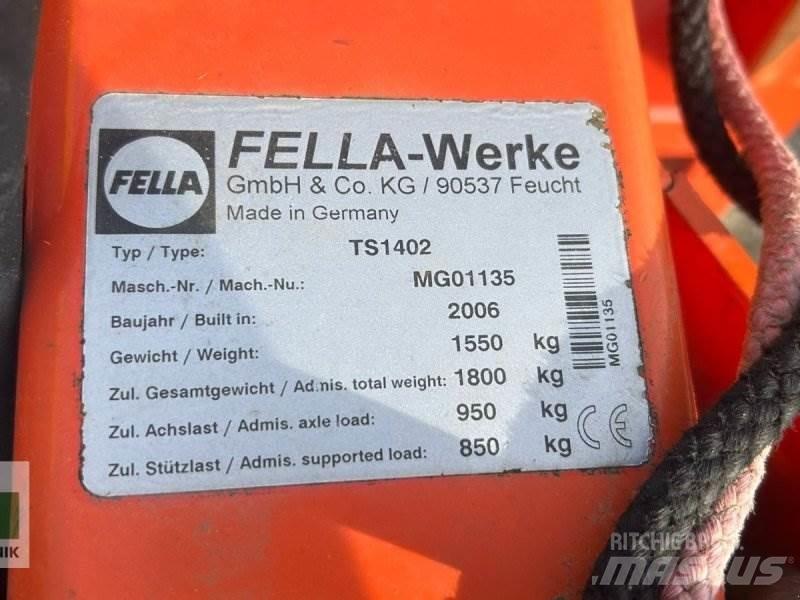 FELLA
FELLA-Werke
GmbH & Co. KG / 90537 Feucht
Made in Germany
Typ / Type: TS1402
Masch.-Nr. / Mach.-Nu.: MG01135
Baujahr / Built in: 2006
Gewicht / Weight: 1550 kg
Zul. Gesamtgewicht / Admis. total weight: 1800 kg
Zul. Achslast / Admis. axle load: 950 kg
Zul. Stützlast / Admis. supported load: 850 kg
MG01135
CE
NIK
RITCHIE BROS.
MASCUS